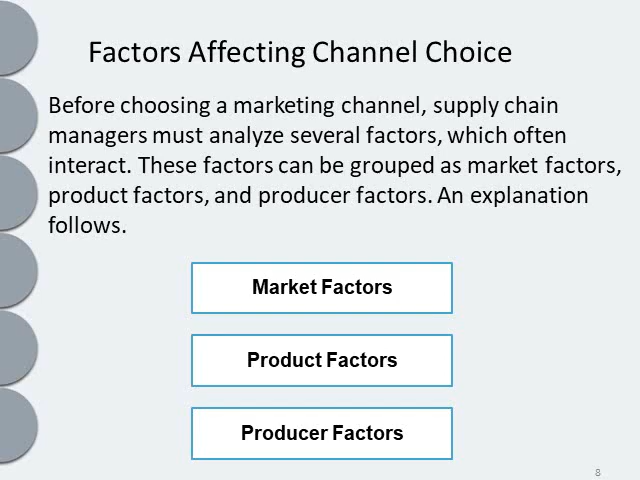 Factors Affecting Channel Choice
Before choosing a marketing channel, supply chain
managers must analyze several factors, which often
interact. These factors can be grouped as market factors,
product factors, and producer factors. An explanation
follows.
Market Factors
Product Factors
Producer Factors
8